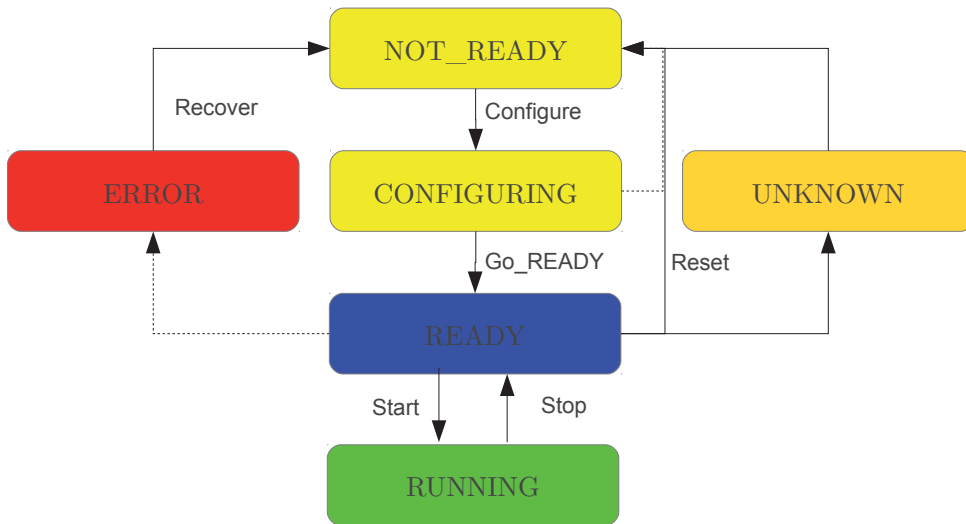 NOT_READY
Recover
Configure
ERROR
CONFIGURING
UNKNOWN
Go_READY
Reset
READY
Start
Stop
RUNNING